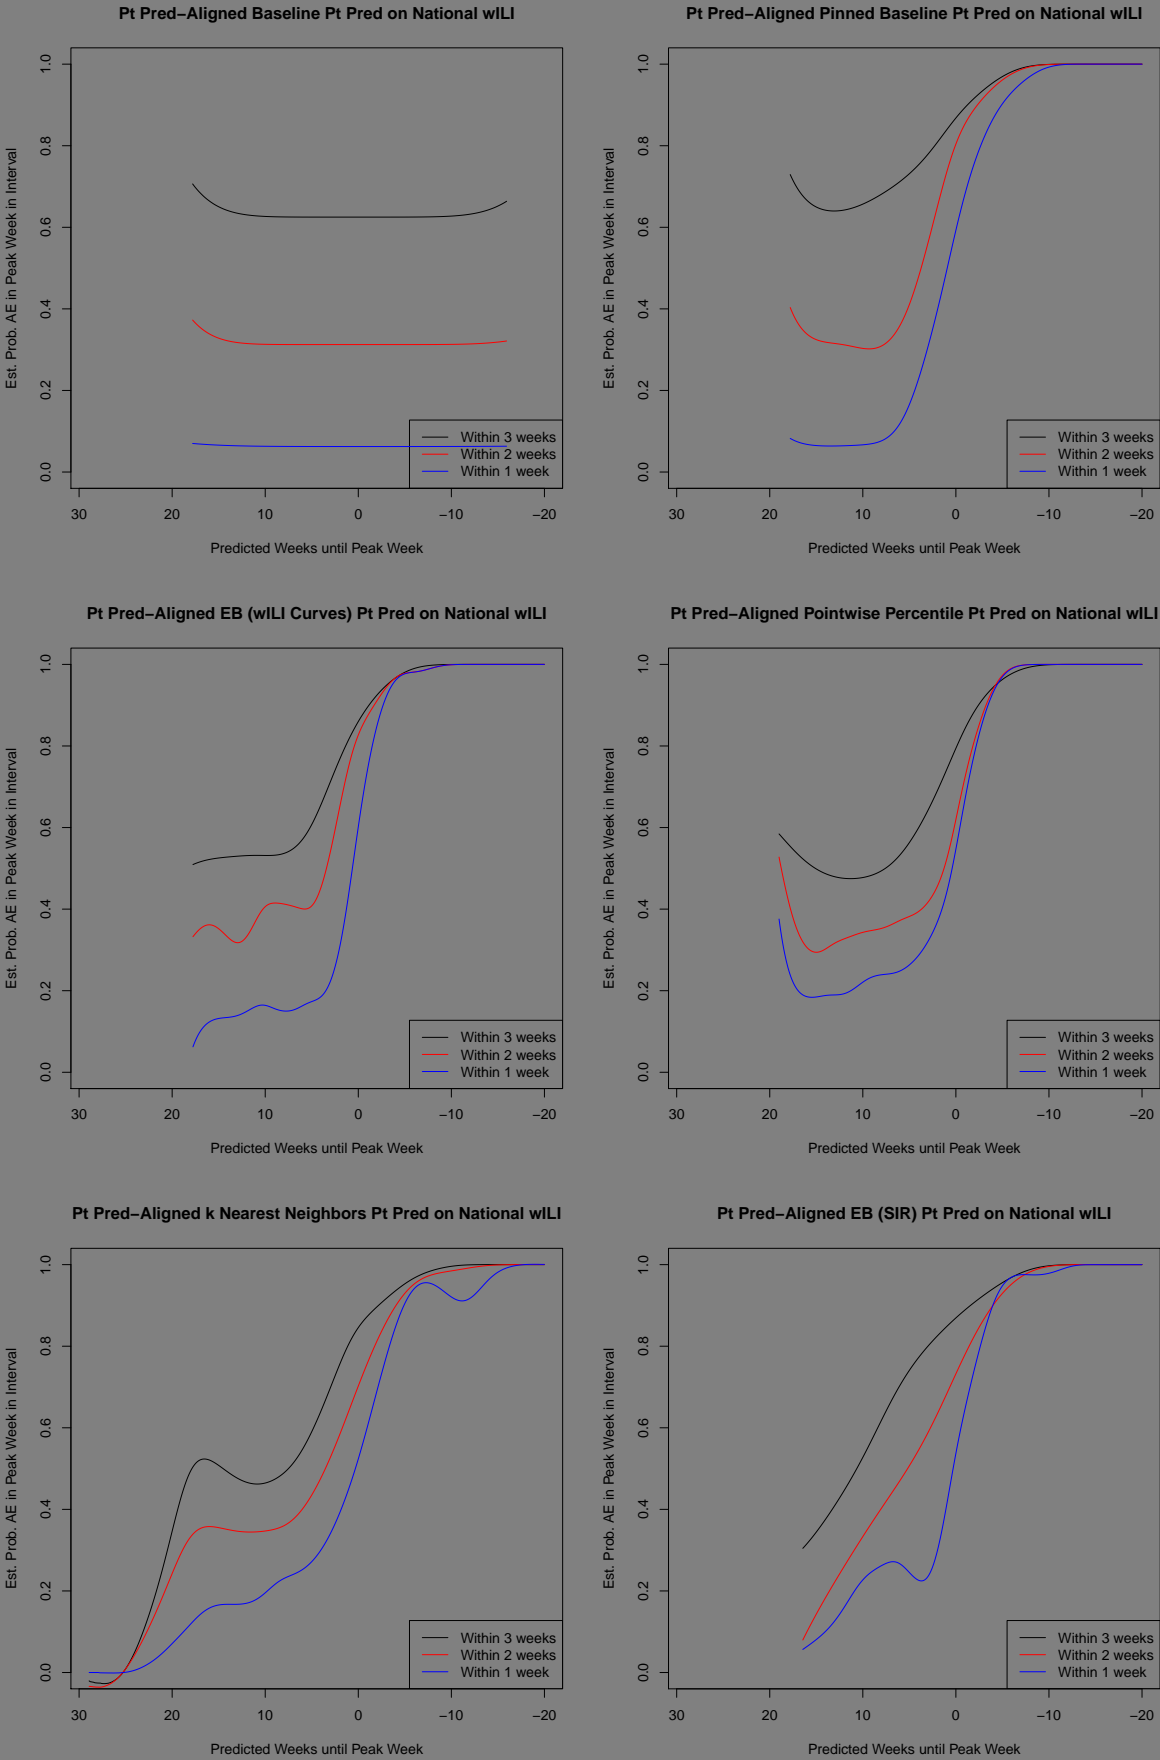 Pt Pred−Aligned Baseline Pt Pred on National wILI
Est. Prob. AE in Peak Week in Interval
0.0 0.2 0.4 0.6 0.8 1.0
Within 3 weeks
Within 2 weeks
Within 1 week
30 20 10 0 −10 −20
Predicted Weeks until Peak Week
Pt Pred−Aligned Pinned Baseline Pt Pred on National wILI
Est. Prob. AE in Peak Week in Interval
0.0 0.2 0.4 0.6 0.8 1.0
Within 3 weeks
Within 2 weeks
Within 1 week
30 20 10 0 −10 −20
Predicted Weeks until Peak Week
Pt Pred−Aligned EB (wILI Curves) Pt Pred on National wILI
Est. Prob. AE in Peak Week in Interval
0.0 0.2 0.4 0.6 0.8 1.0
Within 3 weeks
Within 2 weeks
Within 1 week
30 20 10 0 −10 −20
Predicted Weeks until Peak Week
Pt Pred−Aligned Pointwise Percentile Pt Pred on National wILI
Est. Prob. AE in Peak Week in Interval
0.0 0.2 0.4 0.6 0.8 1.0
Within 3 weeks
Within 2 weeks
Within 1 week
30 20 10 0 −10 −20
Predicted Weeks until Peak Week
Pt Pred−Aligned k Nearest Neighbors Pt Pred on National wILI
Est. Prob. AE in Peak Week in Interval
0.0 0.2 0.4 0.6 0.8 1.0
Within 3 weeks
Within 2 weeks
Within 1 week
30 20 10 0 −10 −20
Predicted Weeks until Peak Week
Pt Pred−Aligned EB (SIR) Pt Pred on National wILI
Est. Prob. AE in Peak Week in Interval
0.0 0.2 0.4 0.6 0.8 1.0
Within 3 weeks
Within 2 weeks
Within 1 week
30 20 10 0 −10 −20
Predicted Weeks until Peak Week